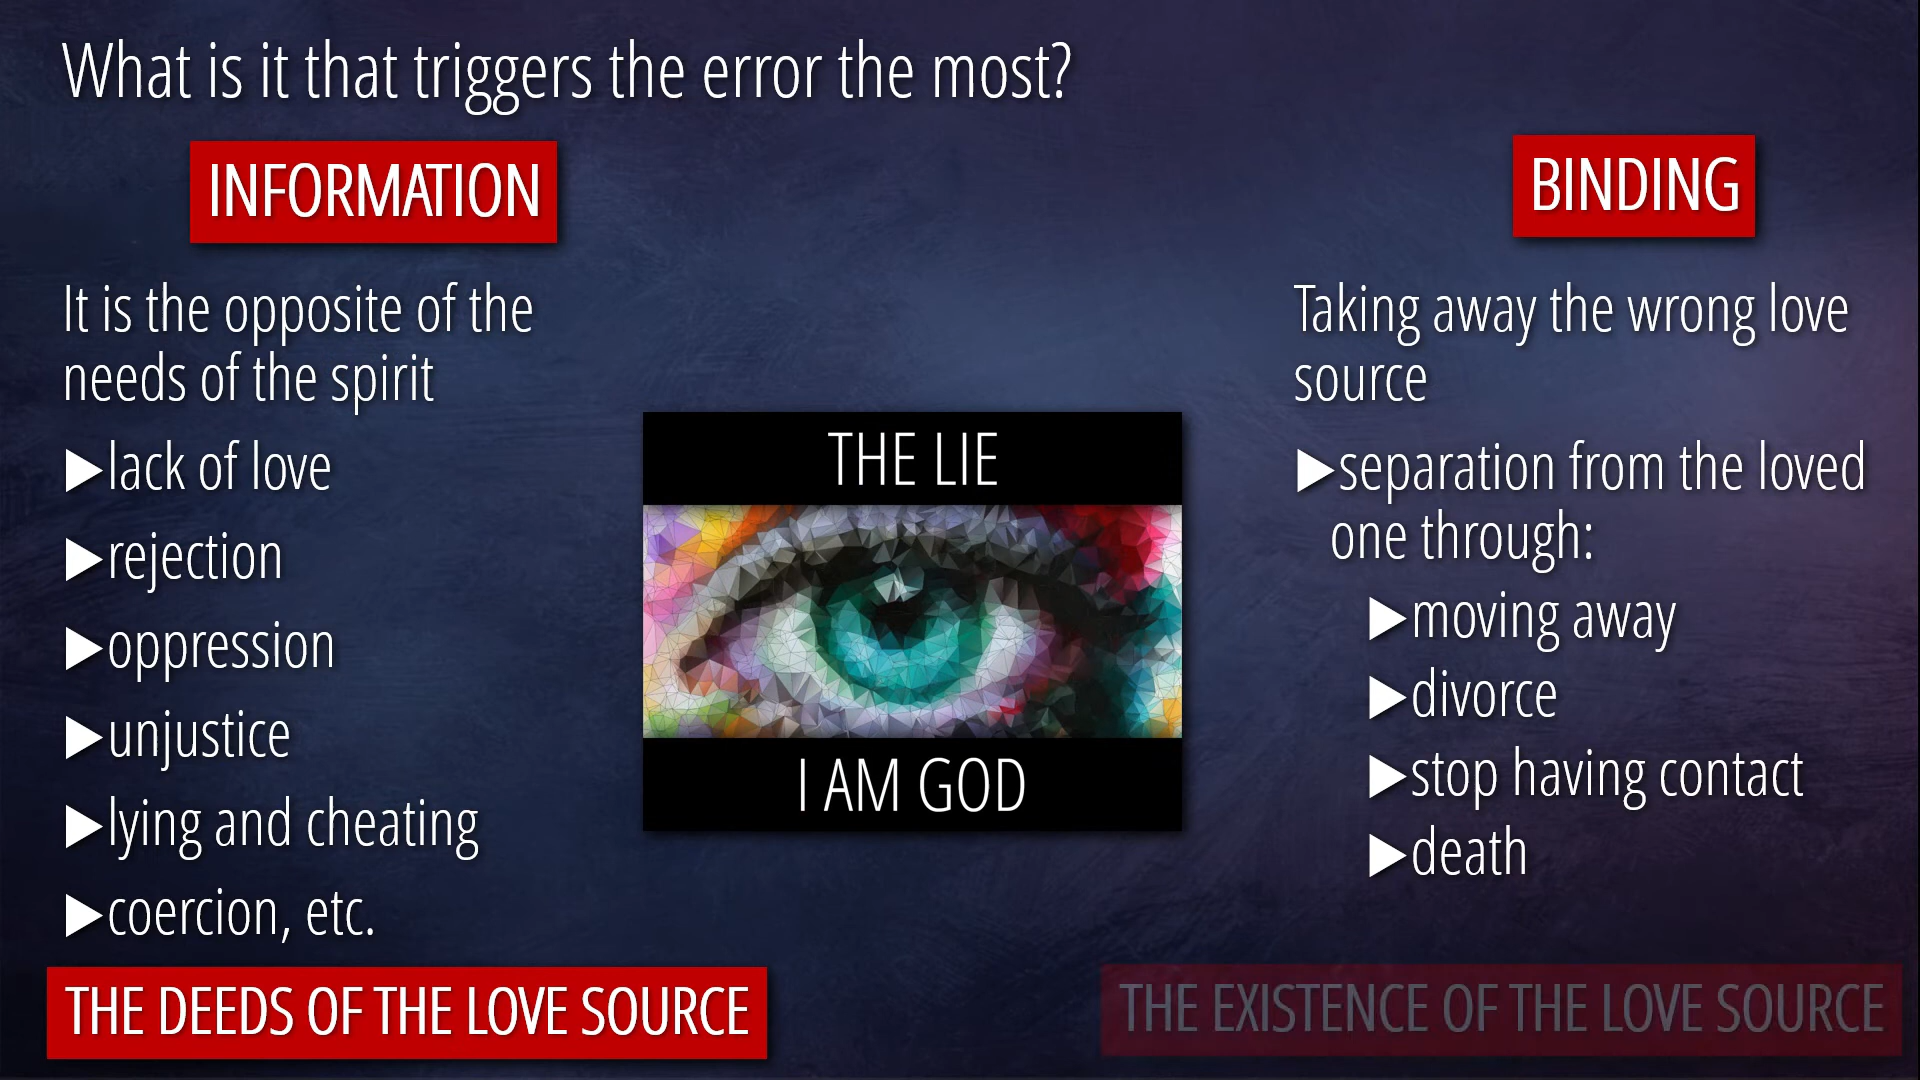 What is it that triggers the error the most?
INFORMATION
It is the opposite of the
needs of the spirit
▶lack of love
▶rejection
▶oppression
▶unjustice
▶lying and cheating
▶coercion, etc.
THE DEEDS OF THE LOVE SOURCE
THE LIE
I AM GOD
BINDING
Taking away the wrong love
source
▶separation from the loved
one through:
▶moving away
▶divorce
▶stop having contact
▶death
THE EXISTENCE OF THE LOVE SOURCE